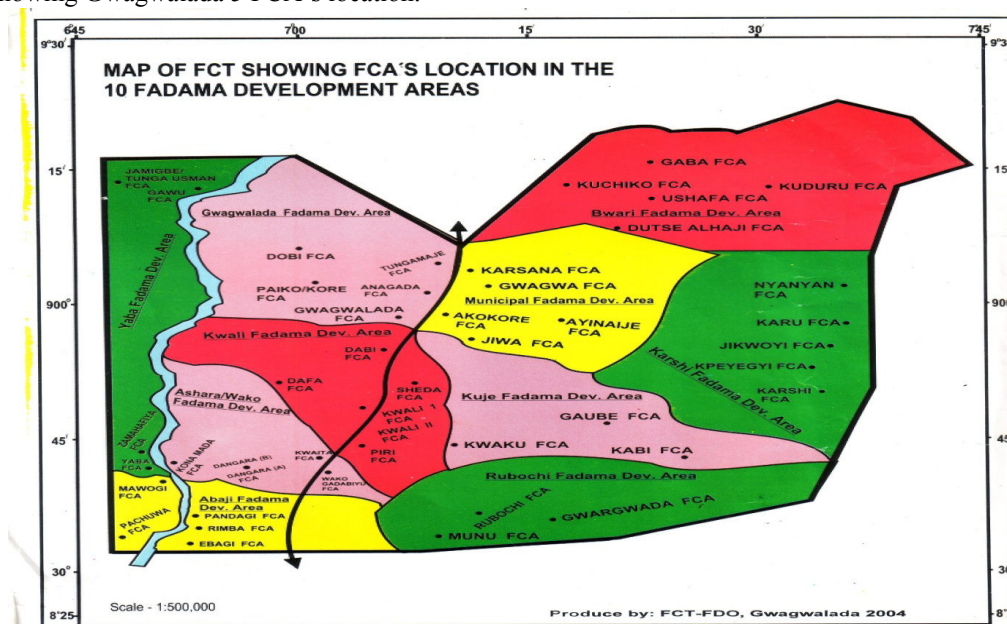 howing Gwagwalada 5 FCA's location.
645
700
15′
30′
745
9°30′
MAP OF FCT SHOWING FCA'S LOCATION IN THE
10 FADAMA DEVELOPMENT AREAS
15′
JAMIGBE/
TUNGA USMAN
FCA
GAWU
FCA
Gwagwalada Fadama Dev. Area
DOBI FCA
PAIKO/KORE
FCA
TUNGAMAJE
FCA
ANAGADA
FCA
GWAGWALADA
FCA
Yaba Fadama Dev. Area
GABA FCA
KUCHIKO FCA
KUDURU FCA
USHAFA FCA
Bwari Fadama Dev. Area
DUTSE ALHAJI FCA
KARSANA FCA
GWAGWA FCA
Municipal Fadama Dev. Area
AKOKORE
FCA
AYINAIJE
FCA
JIWA FCA
NYANYAN
FCA
KARU FCA
JIKWOYI FCA
KPEYEGYI FCA
KARSHI
FCA
Karshi Fadama Dev. Area
900°
Kwali Fadama Dev. Area
DABI
FCA
DAFA
FCA
SHEDA
FCA
KWALI 1
FCA
KWALI II
FCA
PIRI
FCA
Ashara/Wako
Fadama Dev. Area
ZAMAHAFIYA
FCA
YABA FCA
KONA MADA
FCA
DANGARA (B)
DANGARA (A) FCA
KWAITA
FCA
WAKO
GADABIYU
FCA
Kuje Fadama Dev. Area
GAUBE FCA
KWAKU FCA
KABI FCA
45′
Rubochi Fadama Dev. Area
RUBOCHI FCA
GWARGWADA FCA
MUNU FCA
MAWOGI
FCA
PACHUWA
FCA
Abaji Fadama
Dev. Area
PANDAGI FCA
RIMBA FCA
EBAGI FCA
30′
8°25′
Scale - 1:500,000
Produce by: FCT-FDO, Gwagwalada 2004